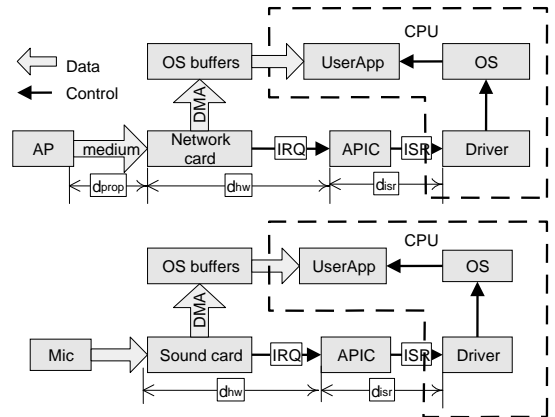 CPU
OS buffers
UserApp
OS
Data
Control
DMA
AP
medium
Network card
IRQ
APIC
ISR
Driver
dprop
dhw
disr
CPU
OS buffers
UserApp
OS
DMA
Mic
Sound card
IRQ
APIC
ISR
Driver
dhw
disr